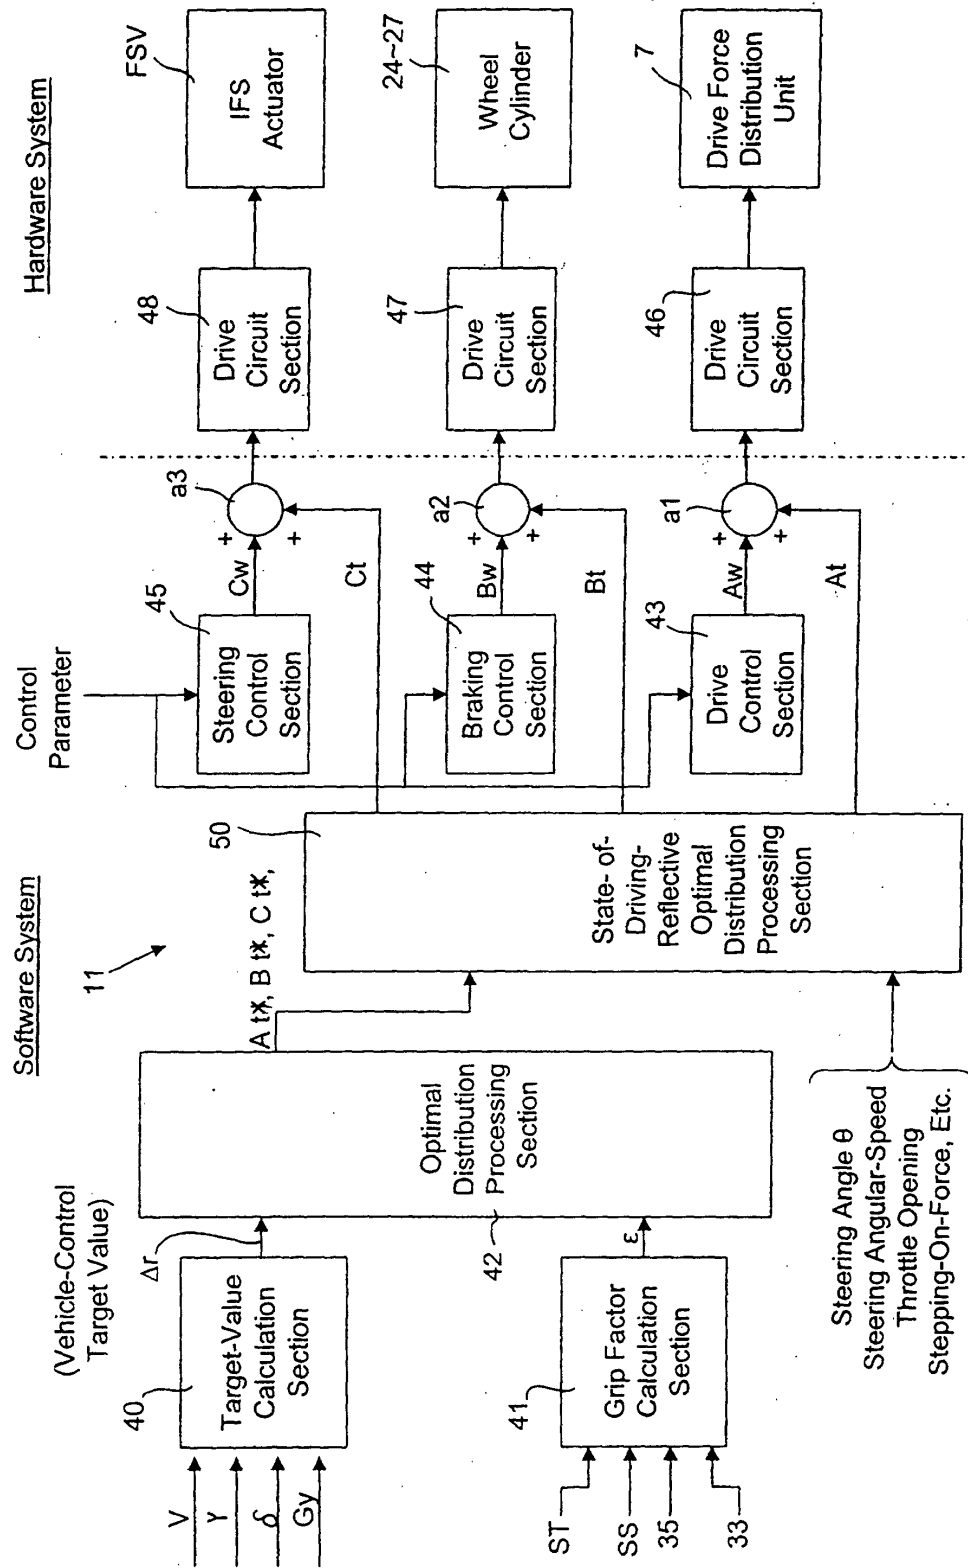 Software System
Hardware System
(Vehicle-Control
Target Value)
Control
Parameter
11
V
γ
δ
Gy
40
Target-Value
Calculation
Section
Δr
ST
SS
35
33
41
Grip Factor
Calculation
Section
ε
42
Optimal
Distribution
Processing
Section
A t*, B t*, C t*,
50
State- of-
Driving-
Reflective
Optimal
Distribution
Processing
Section
Steering Angle θ
Steering Angular-Speed
Throttle Opening
Stepping-On-Force, Etc.
45
Steering
Control
Section
Cw
Ct
+
+
a3
48
Drive
Circuit
Section
FSV
IFS
Actuator
44
Braking
Control
Section
Bw
Bt
+
+
a2
47
Drive
Circuit
Section
24~27
Wheel
Cylinder
43
Drive
Control
Section
Aw
At
+
+
a1
46
Drive
Circuit
Section
7
Drive Force
Distribution
Unit